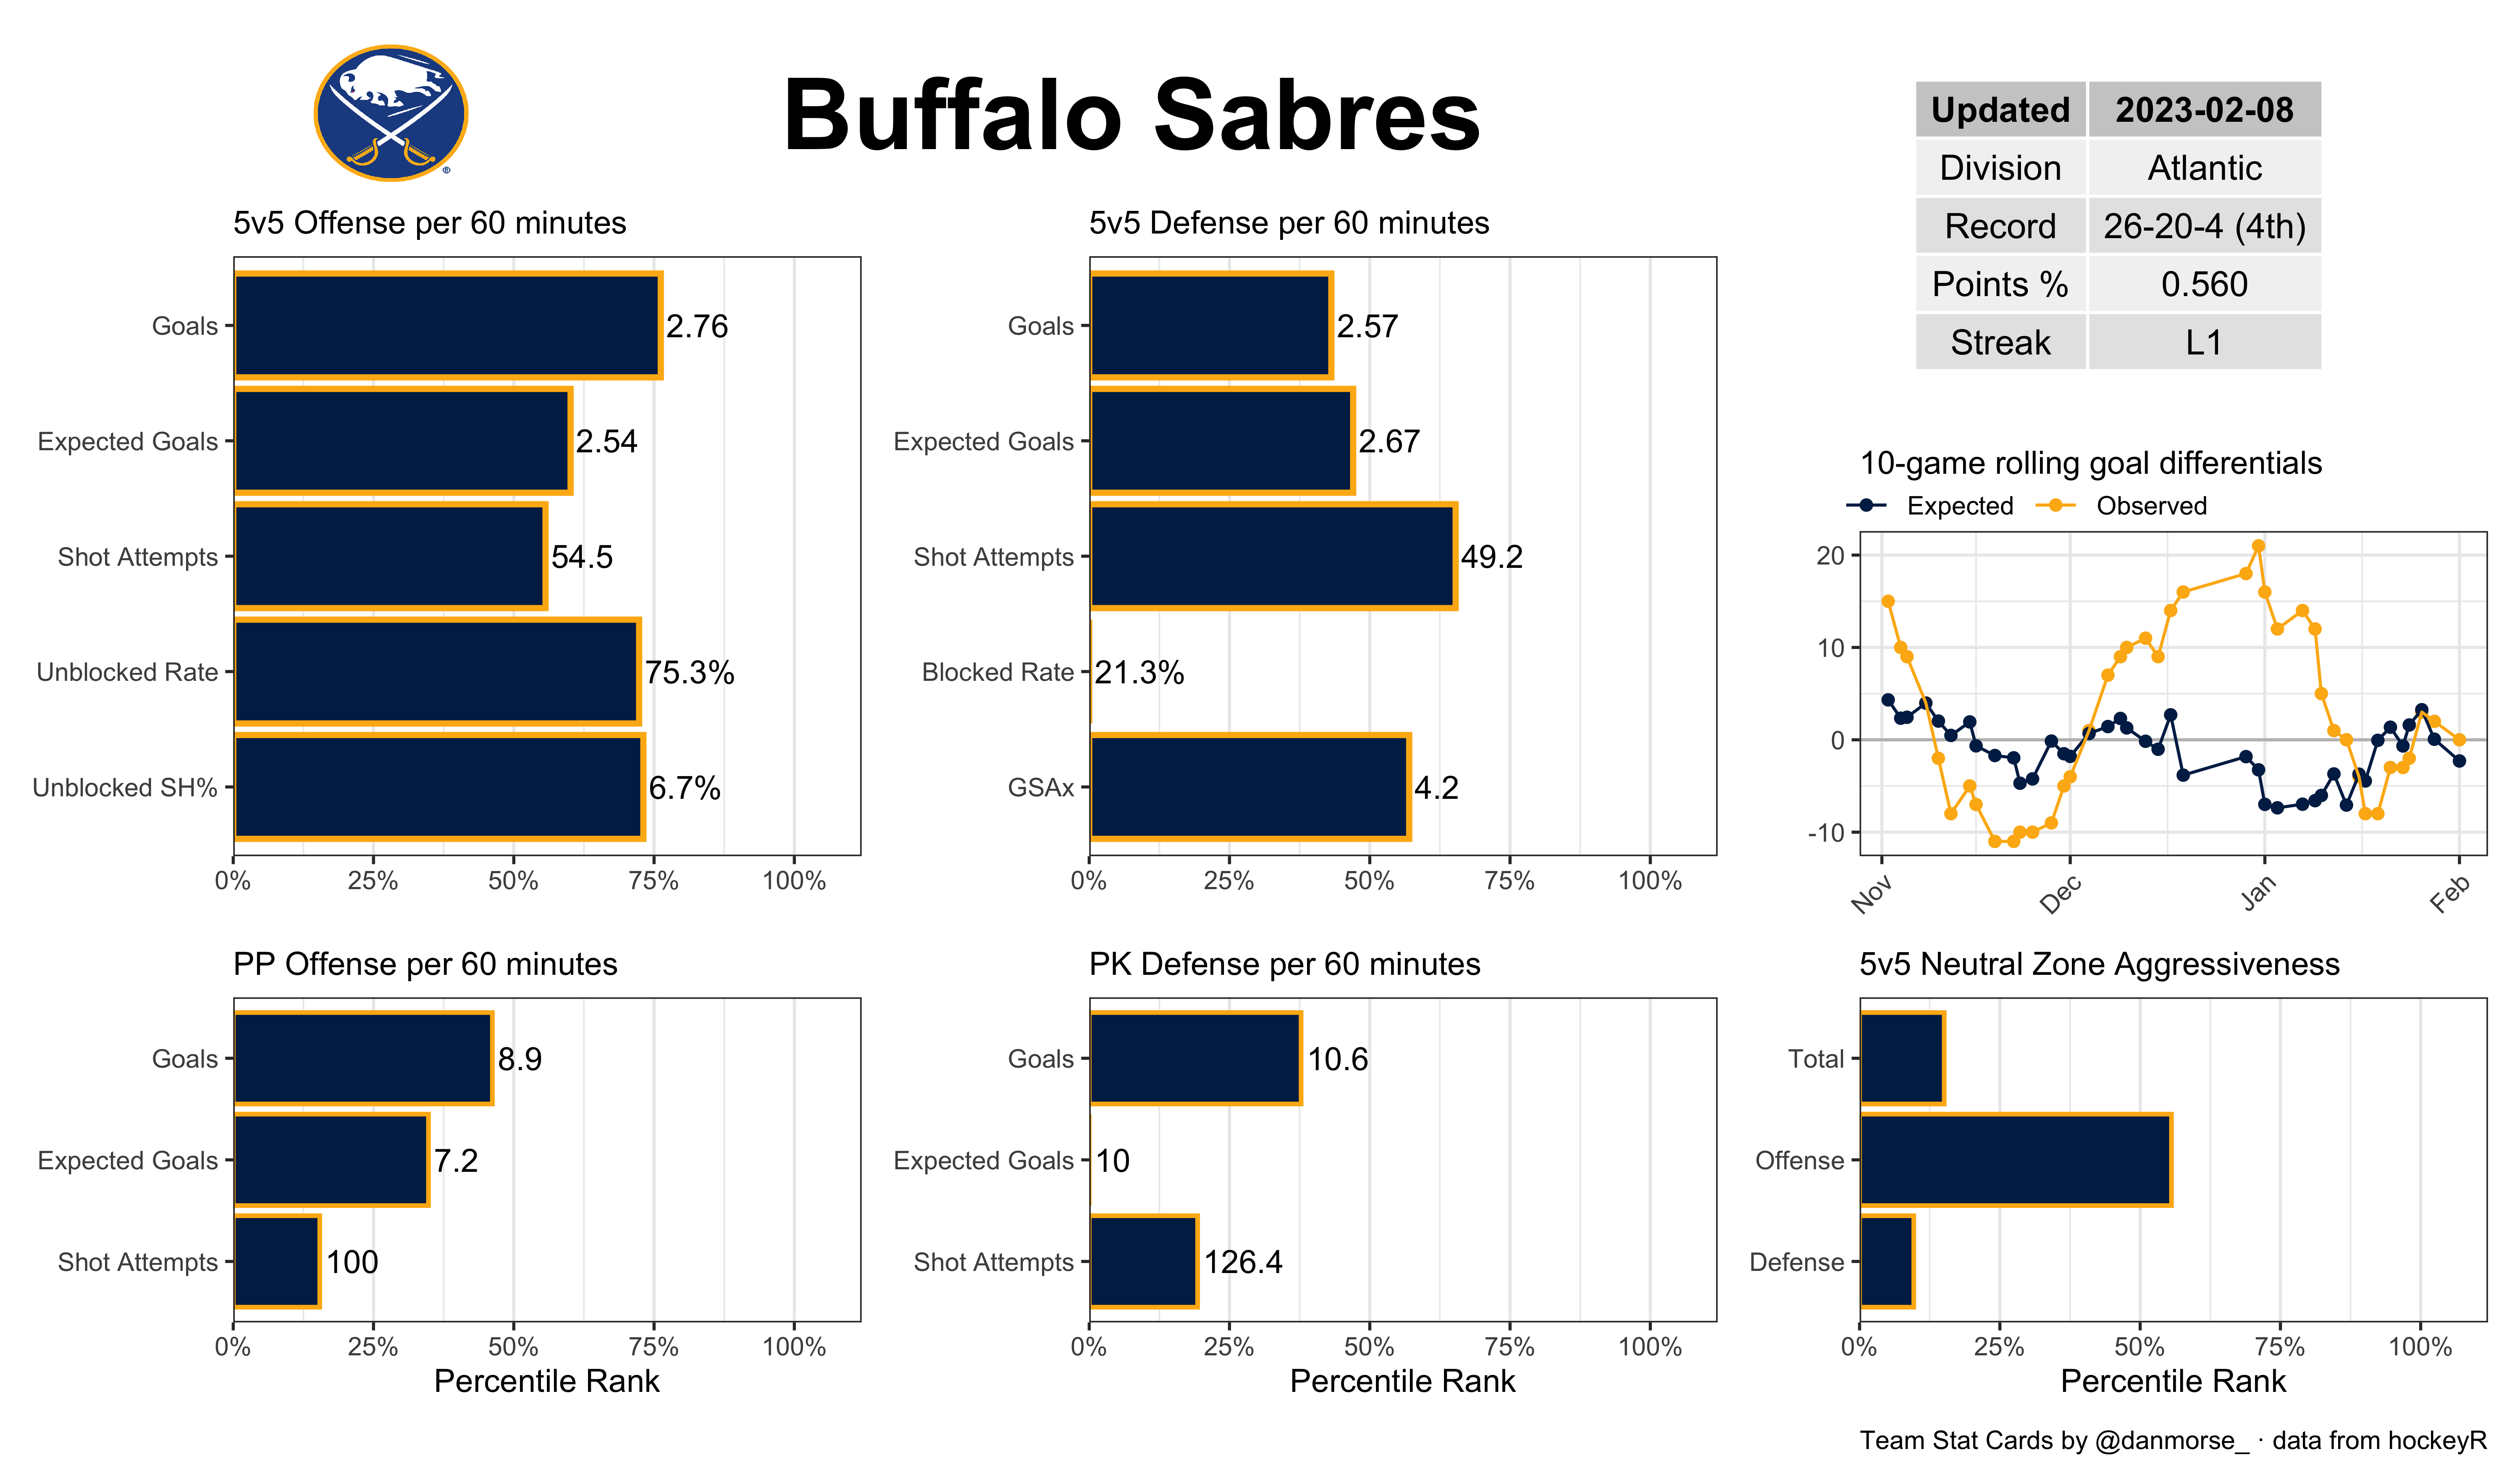 Buffalo Sabres
®
Updated 2023-02-08
Division Atlantic
Record 26-20-4 (4th)
Points % 0.560
Streak L1
5v5 Offense per 60 minutes
Goals 2.76
Expected Goals 2.54
Shot Attempts 54.5
Unblocked Rate 75.3%
Unblocked SH% 6.7%
0% 25% 50% 75% 100%
5v5 Defense per 60 minutes
Goals 2.57
Expected Goals 2.67
Shot Attempts 49.2
Blocked Rate 21.3%
GSAx 4.2
0% 25% 50% 75% 100%
10-game rolling goal differentials
Expected Observed
20
10
0
-10
Nov Dec Jan Feb
PP Offense per 60 minutes
Goals 8.9
Expected Goals 7.2
Shot Attempts 100
0% 25% 50% 75% 100%
Percentile Rank
PK Defense per 60 minutes
Goals 10.6
Expected Goals 10
Shot Attempts 126.4
0% 25% 50% 75% 100%
Percentile Rank
5v5 Neutral Zone Aggressiveness
Total
Offense
Defense
0% 25% 50% 75% 100%
Percentile Rank
Team Stat Cards by @danmorse_ · data from hockeyR